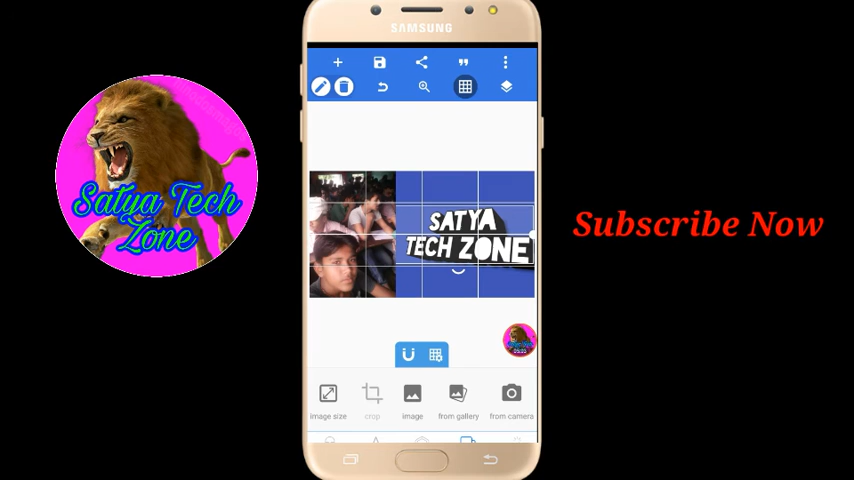 SAMSUNG
Satya Tech
Zone
Subscribe Now
SATYA
TECH ZONE
image size
crop
image
from gallery
from camera